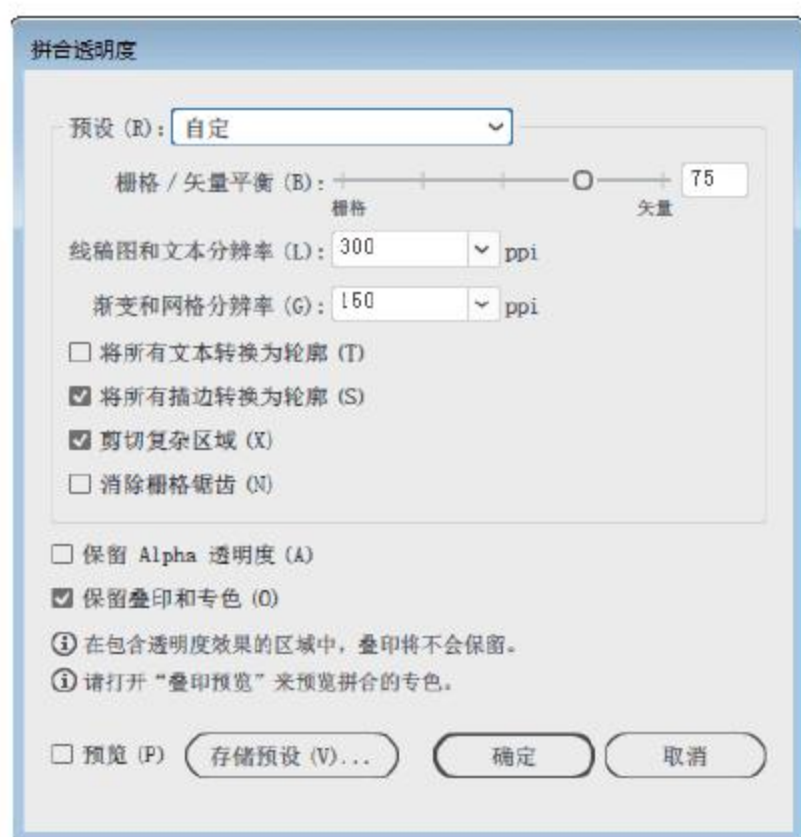 拼合透明度
预设 (R): 自定
栅格 / 矢量平衡 (B): 75
栅格 矢量
线稿图和文本分辨率 (L): 300 ppi
渐变和网格分辨率 (G): 150 ppi
将所有文本转换为轮廓 (T)
将所有描边转换为轮廓 (S)
剪切复杂区域 (X)
消除栅格锯齿 (N)
保留 Alpha 透明度 (A)
保留叠印和专色 (O)
在包含透明度效果的区域中，叠印将不会保留。
请打开“叠印预览”来预览拼合的专色。
预览 (P) 存储预设 (V)... 确定 取消